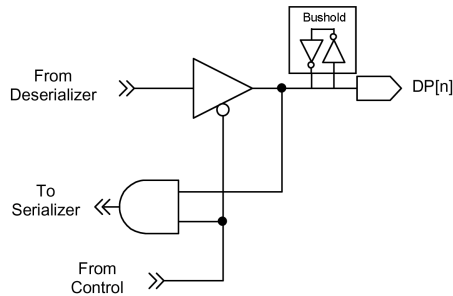 Bushold
From
Deserializer
DP[n]
To
Serializer
From
Control